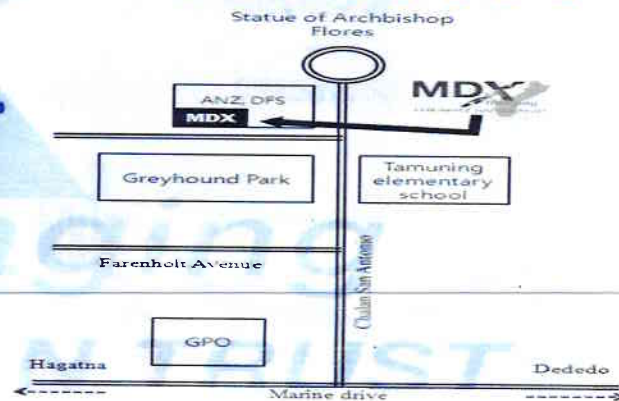 Statue of Archbishop
Flores
ANZ, DFS
MDX
MDX
Greyhound Park
Tamuning
elementary
school
Farenholt Avenue
Chalan San Antonio
GPO
Hagatna
Dededo
Marine drive